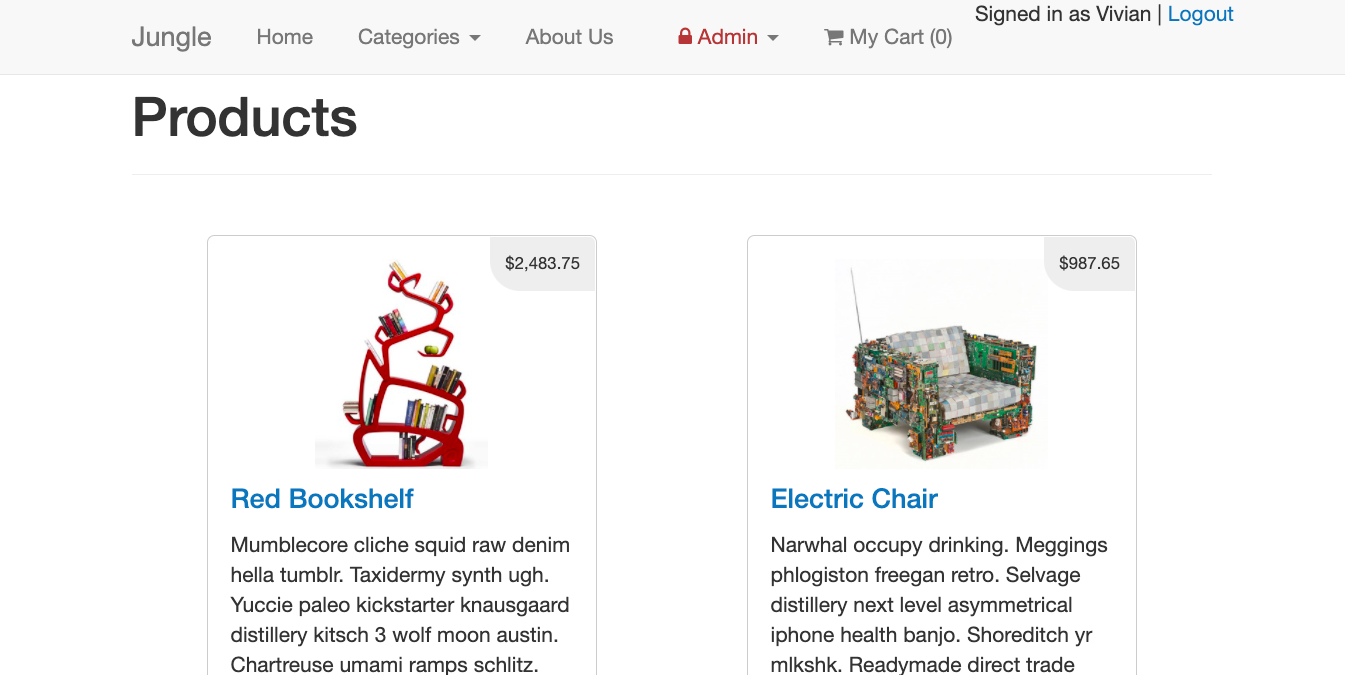 Signed in as Vivian | Logout
Jungle Home Categories About Us Admin My Cart (0)
Products
$2,483.75
$987.65
Red Bookshelf
Mumblecore cliche squid raw denim
hella tumblr. Taxidermy synth ugh.
Yuccie paleo kickstarter knausgaard
distillery kitsch 3 wolf moon austin.
Chartreuse umami ramps schlitz.
Electric Chair
Narwhal occupy drinking. Meggings
phlogiston freegan retro. Selvage
distillery next level asymmetrical
iphone health banjo. Shoreditch yr
mlkshk. Readymade direct trade